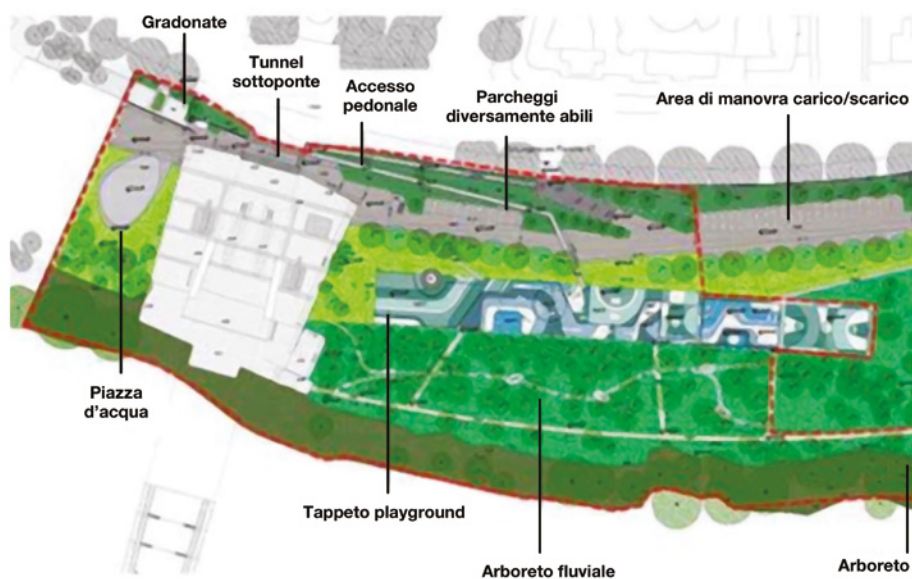 Gradonate
Tunnel
sottoponte
Accesso
pedonale
Parcheggi
diversamente abili
Area di manovra carico/scarico
Piazza
d'acqua
Tappeto playground
Arboreto fluviale
Arboreto